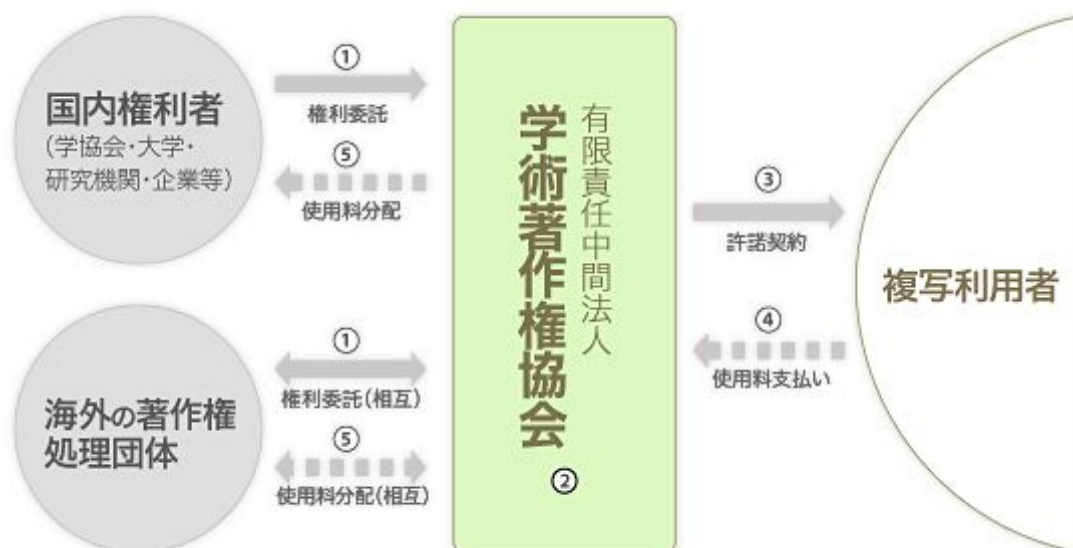 国内権利者
(学協会・大学・
研究機関・企業等)
①
権利委託
⑤
使用料分配
海外の著作権
処理団体
①
権利委託(相互)
⑤
使用料分配(相互)
有限責任中間法人
学術著作権協会
②
③
許諾契約
④
使用料支払い
複写利用者